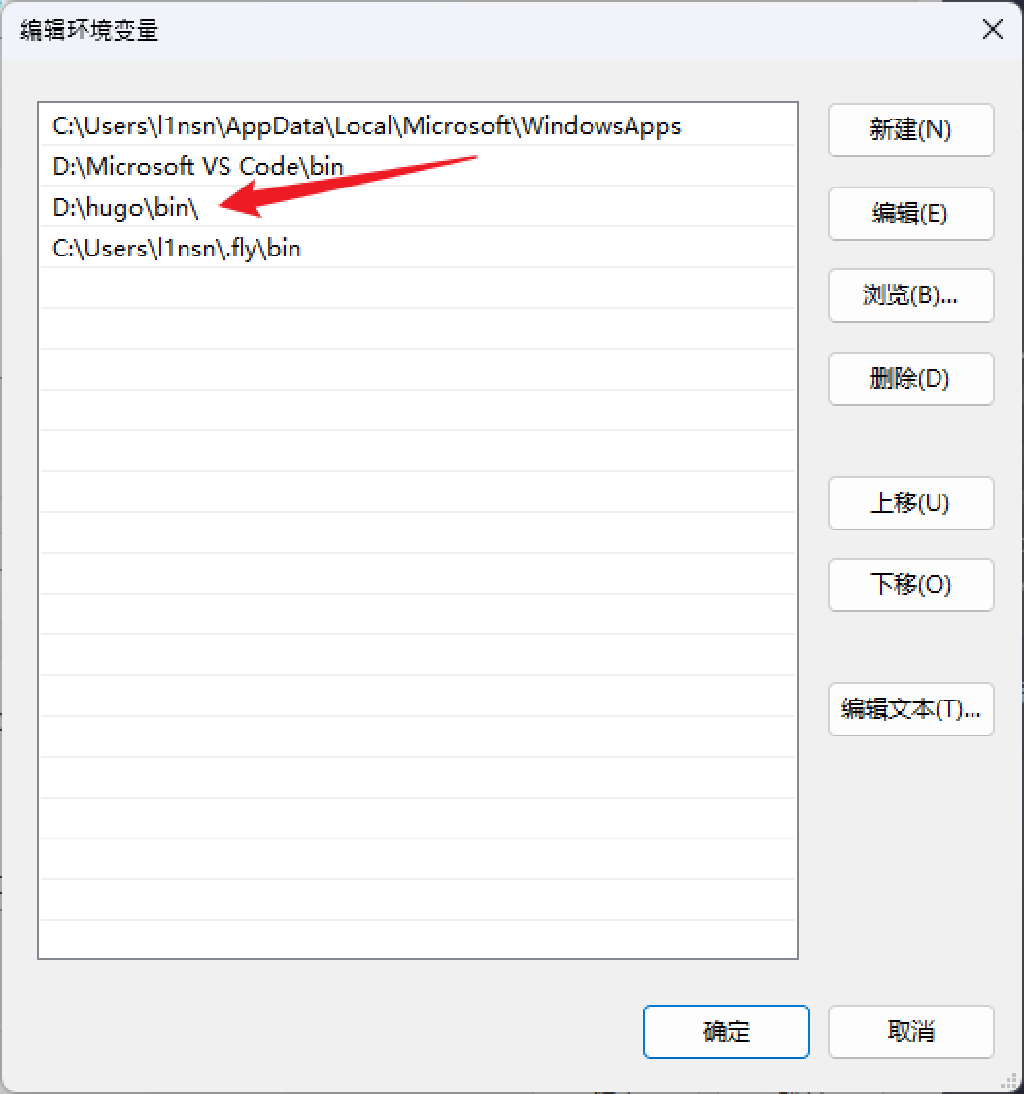 编辑环境变量
C:\Users\l1nsn\AppData\Local\Microsoft\WindowsApps
D:\Microsoft VS Code\bin
D:\hugo\bin\
C:\Users\l1nsn\.fly\bin
新建(N)
编辑(E)
浏览(B)...
删除(D)
上移(U)
下移(O)
编辑文本(T)...
确定
取消